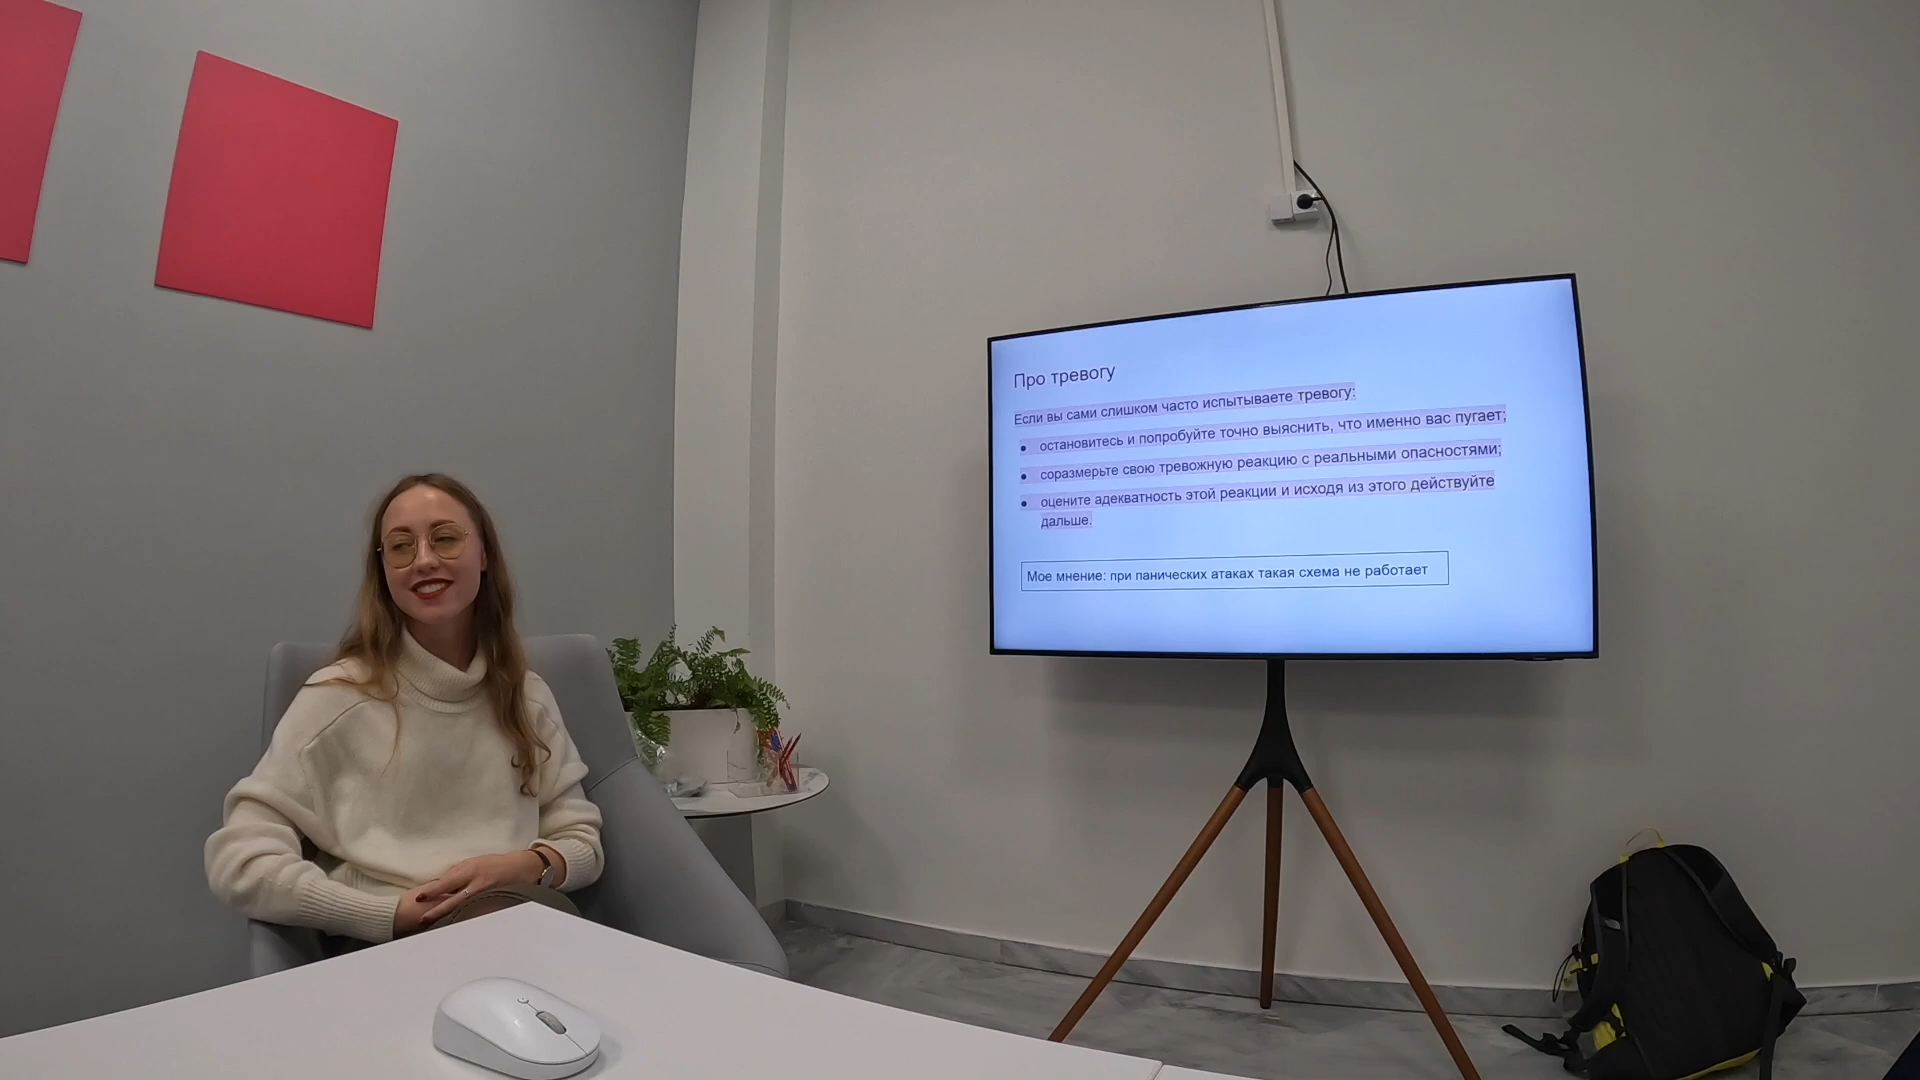 Про тревогу
Если вы сами слишком часто испытываете тревогу:
● остановитесь и попробуйте точно выяснить, что именно вас пугает;
● соразмерьте свою тревожную реакцию с реальными опасностями;
● оцените адекватность этой реакции и исходя из этого действуйте
дальше.
Мое мнение: при панических атаках такая схема не работает